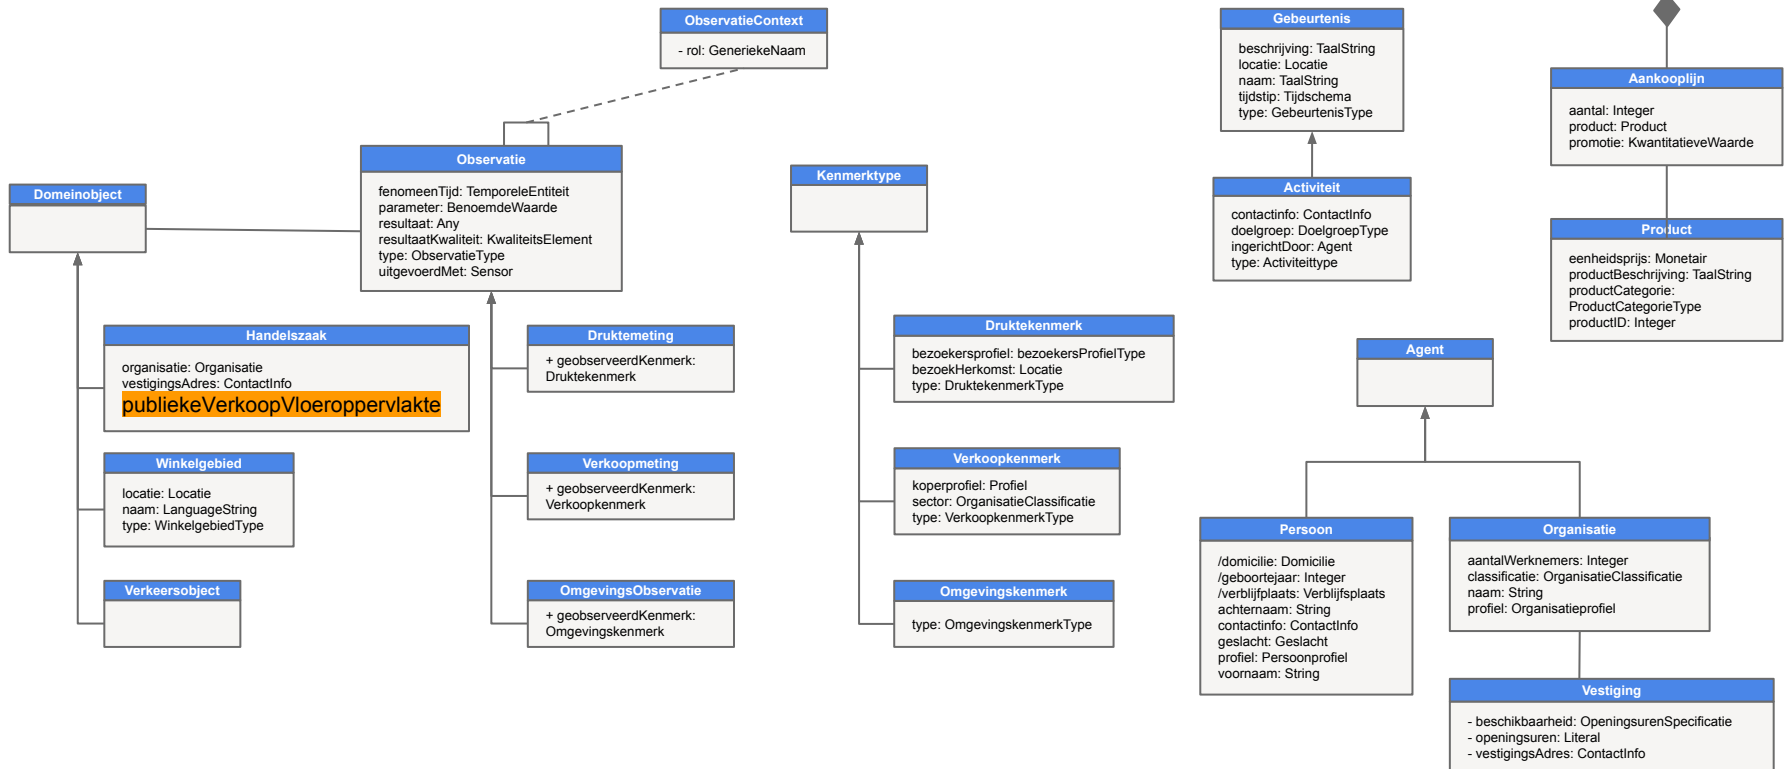 ObservatieContext
- rol: GeneriekeNaam
Gebeurtenis
beschrijving: TaalString
locatie: Locatie
naam: TaalString
tijdstip: Tijdschema
type: GebeurtenisType
Aankooplijn
aantal: Integer
product: Product
promotie: KwantitatieveWaarde
Observatie
fenomeenTijd: TemporeleEntiteit
parameter: BenoemdeWaarde
resultaat: Any
resultaatKwaliteit: KwaliteitsElement
type: ObservatieType
uitgevoerdMet: Sensor
Domeinobject
Kenmerktype
Activiteit
contactinfo: ContactInfo
doelgroep: DoelgroepType
ingerichtDoor: Agent
type: Activiteittype
Product
eenheidsprijs: Monetair
productBeschrijving: TaalString
productCategorie:
ProductCategorieType
productID: Integer
Handelszaak
organisatie: Organisatie
vestigingsAdres: ContactInfo
publiekeVerkoopVloeroppervlakte
Druktemeting
+ geobserveerdKenmerk:
Druktekenmerk
Druktekenmerk
bezoekersprofiel: bezoekersProfielType
bezoekHerkomst: Locatie
type: DruktekenmerkType
Agent
Winkelgebied
locatie: Locatie
naam: LanguageString
type: WinkelgebiedType
Verkoopmeting
+ geobserveerdKenmerk:
Verkoopkenmerk
Verkoopkenmerk
koperprofiel: Profiel
sector: OrganisatieClassificatie
type: VerkoopkenmerkType
Persoon
/domicilie: Domicilie
/geboortejaar: Integer
/verblijfplaats: Verblijfsplaats
achternaam: String
contactinfo: ContactInfo
geslacht: Geslacht
profiel: Persoonprofiel
voornaam: String
Organisatie
aantalWerknemers: Integer
classificatie: OrganisatieClassificatie
naam: String
profiel: Organisatieprofiel
Verkeersobject
OmgevingsObservatie
+ geobserveerdKenmerk:
Omgevingskenmerk
Omgevingskenmerk
type: OmgevingskenmerkType
Vestiging
- beschikbaarheid: OpeningsurenSpecificatie
- openingsuren: Literal
- vestigingsAdres: ContactInfo